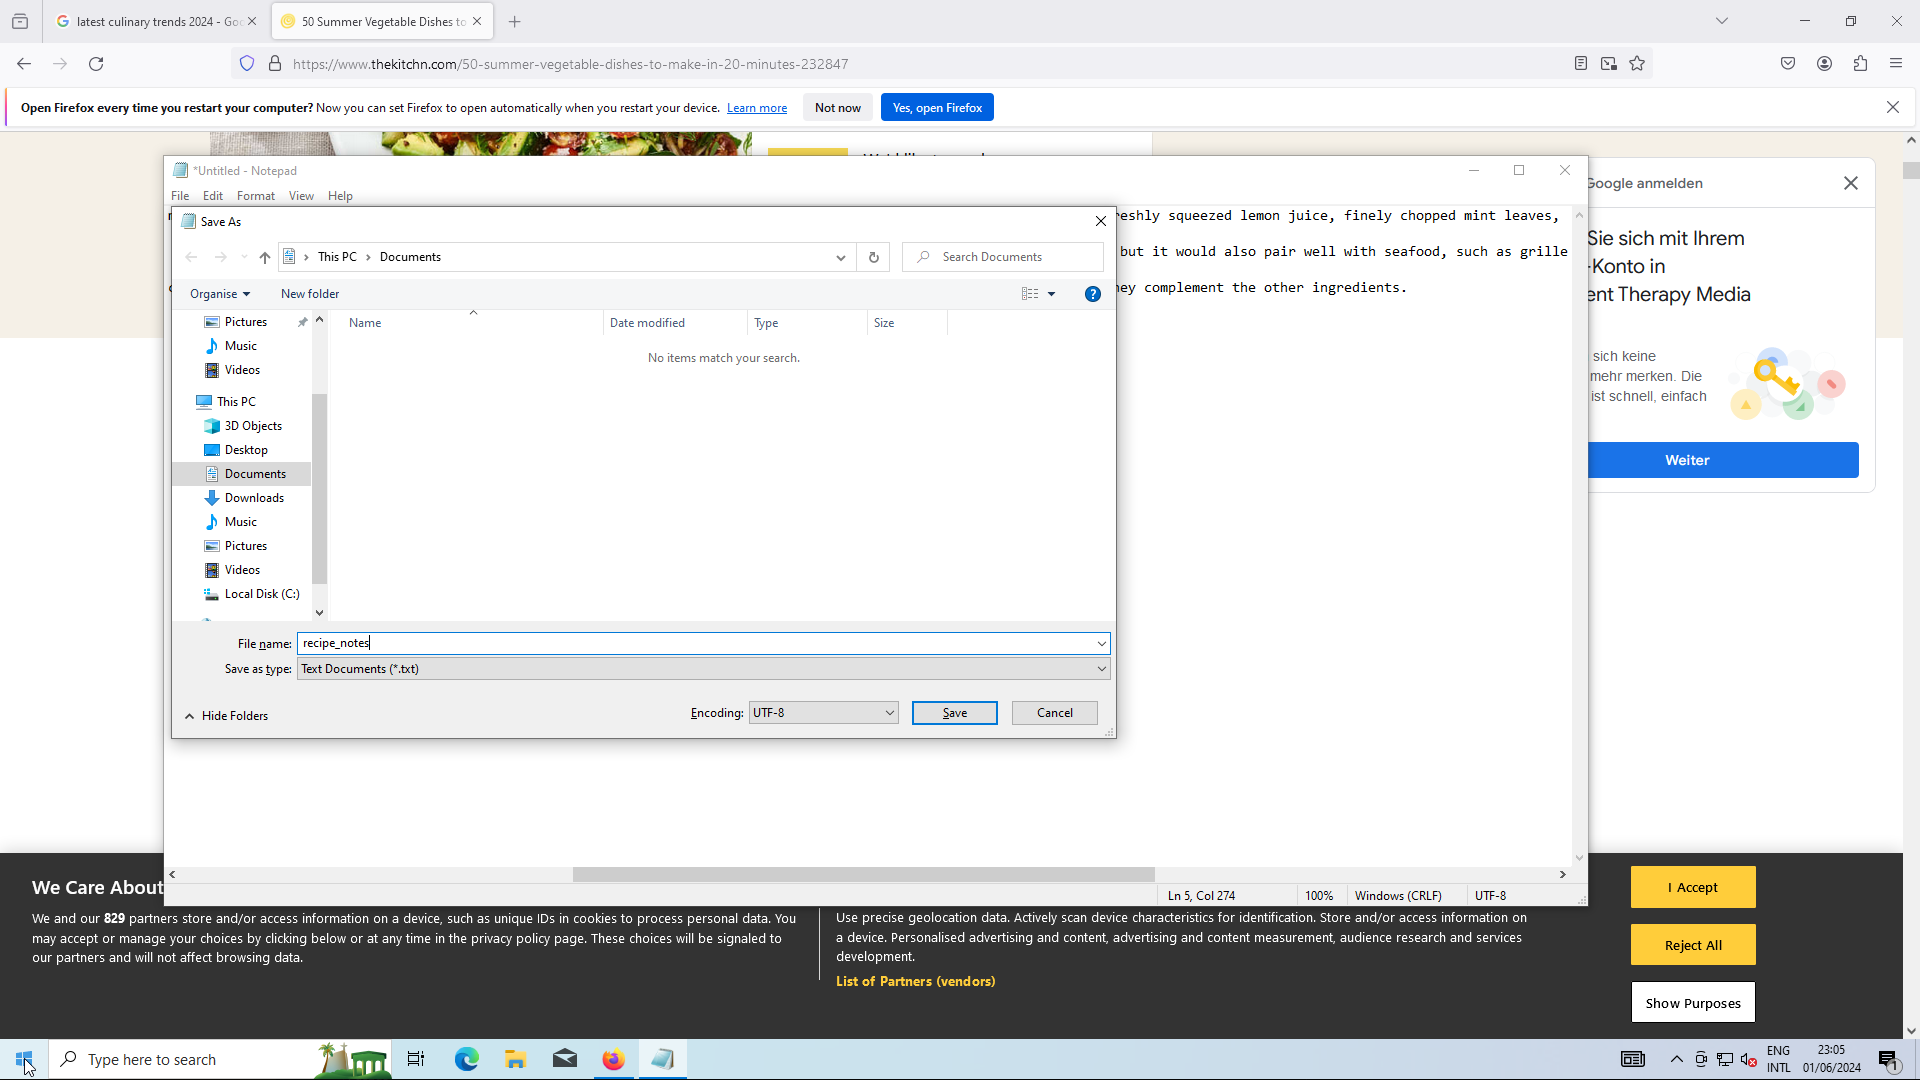 latest culinary trends 2024 - Goo
50 Summer Vegetable Dishes to
https://www.thekitchn.com/50-summer-vegetable-dishes-to-make-in-20-minutes-232847
Open Firefox every time you restart your computer? Now you can set Firefox to open automatically when you restart your device. Learn more
Not now
Yes, open Firefox
*Untitled - Notepad
File Edit Format View Help
Save As
This PC > Documents
Search Documents
Organise
New folder
Name
Date modified
Type
Size
No items match your search.
Pictures
Music
Videos
This PC
3D Objects
Desktop
Documents
Downloads
Music
Pictures
Videos
Local Disk (C:)
File name: recipe_notes
Save as type: Text Documents (*.txt)
Hide Folders
Encoding: UTF-8
Save
Cancel
reshly squeezed lemon juice, finely chopped mint leaves,
but it would also pair well with seafood, such as grille
hey complement the other ingredients.
Ln 5, Col 274
100%
Windows (CRLF)
UTF-8
Google anmelden
Sie sich mit Ihrem
-Konto in
ent Therapy Media
sich keine
mehr merken. Die
ist schnell, einfach
Weiter
We Care About
We and our 829 partners store and/or access information on a device, such as unique IDs in cookies to process personal data. You
may accept or manage your choices by clicking below or at any time in the privacy policy page. These choices will be signaled to
our partners and will not affect browsing data.
Use precise geolocation data. Actively scan device characteristics for identification. Store and/or access information on
a device. Personalised advertising and content, advertising and content measurement, audience research and services
development.
List of Partners (vendors)
I Accept
Reject All
Show Purposes
Type here to search
ENG
INTL
23:05
01/06/2024
1